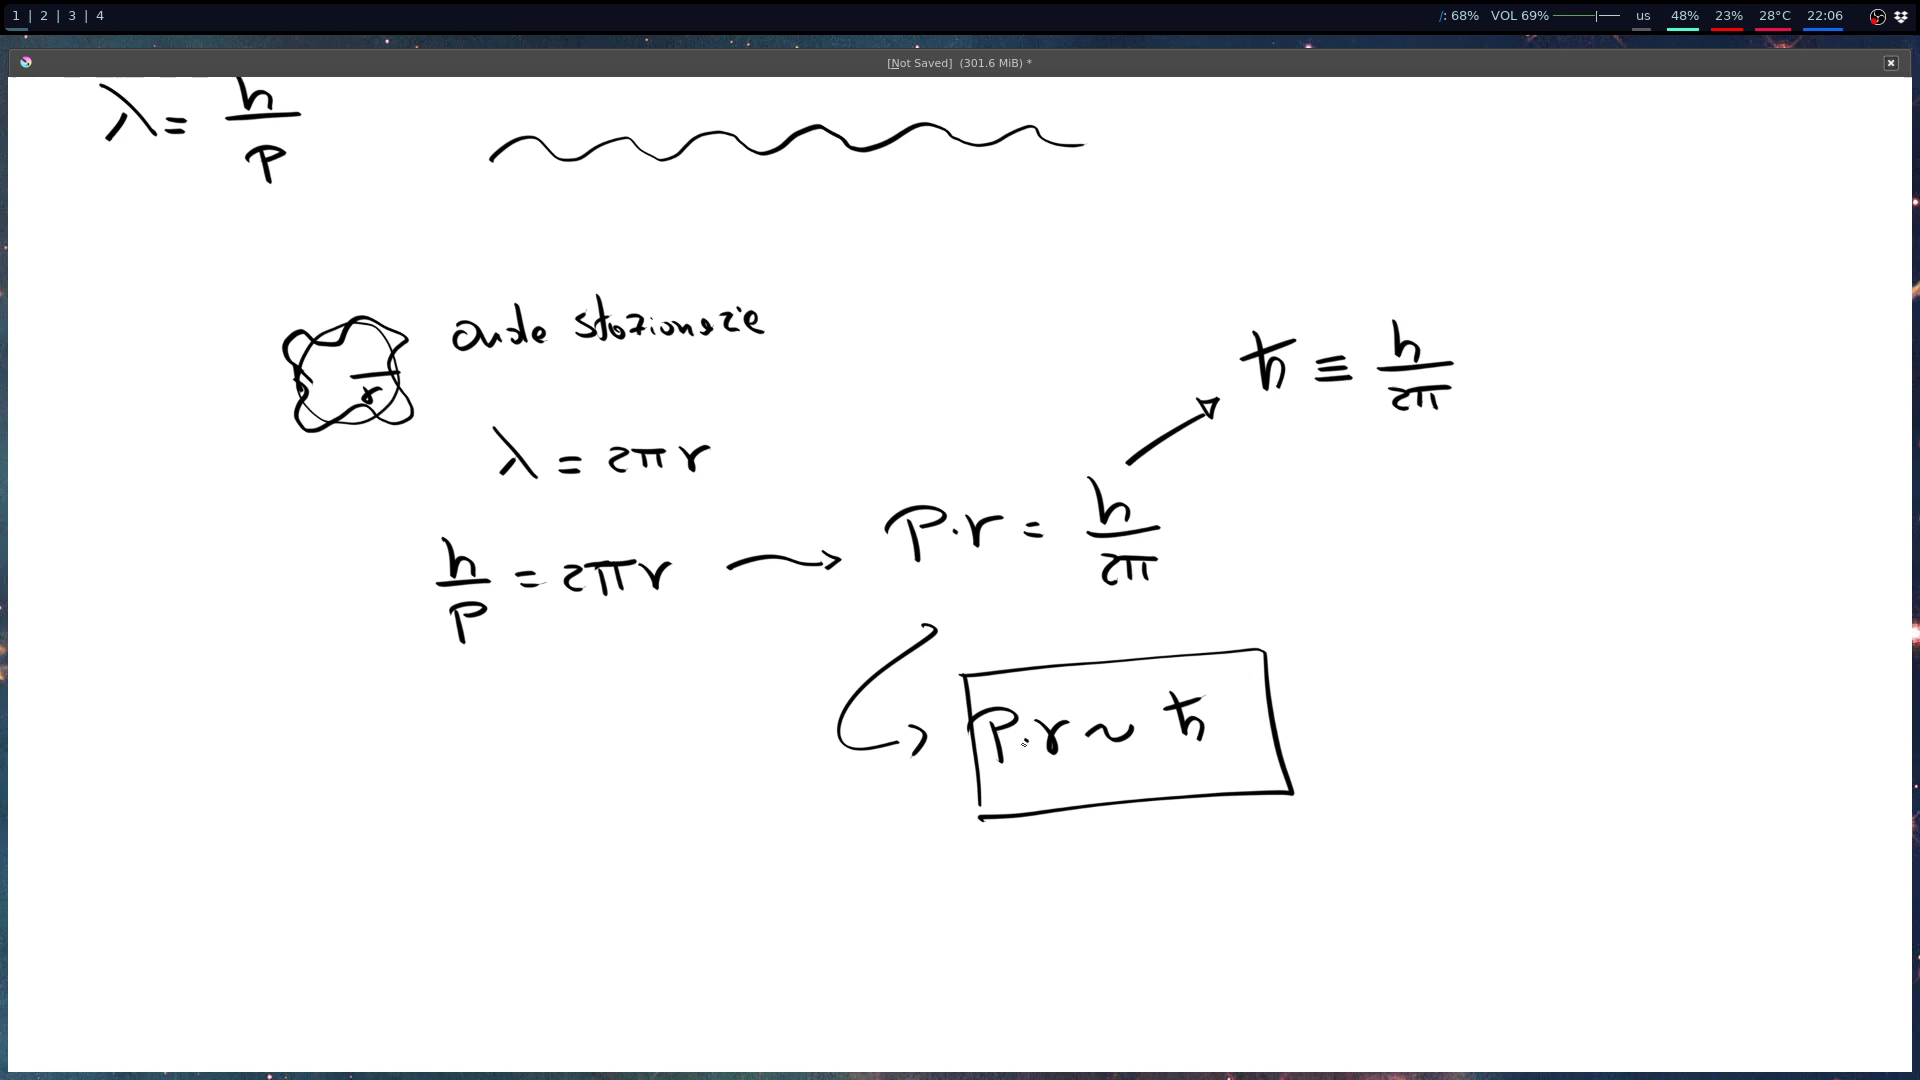 1 | 2 | 3 | 4
/: 68% VOL 69% us 48% 23% 28°C 22:06
[Not Saved] (301.6 MiB) *
λ = h/p
onde stazionarie
r
ħ ≡ h/2π
λ = 2πr
p·r = h/2π
h/p = 2πr
p·r ~ ħ